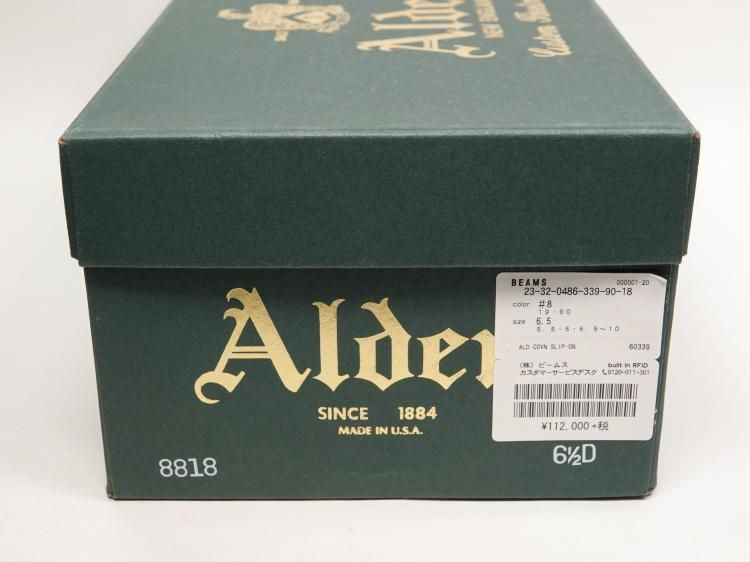 Alden
NEW ENGLAND
Custom
Alden
SINCE 1884
MADE IN U.S.A.
8818
6½D
BEAMS 000001-20
23-32-0486-339-90-18
color #8
19-90
size 6.5
5.5・6・6.5〜10
ALD CDVN SLIP-ON 60339
(株)ビームス built in RFID
カスタマーサービスデスク 0120-011-301
¥112,000+税